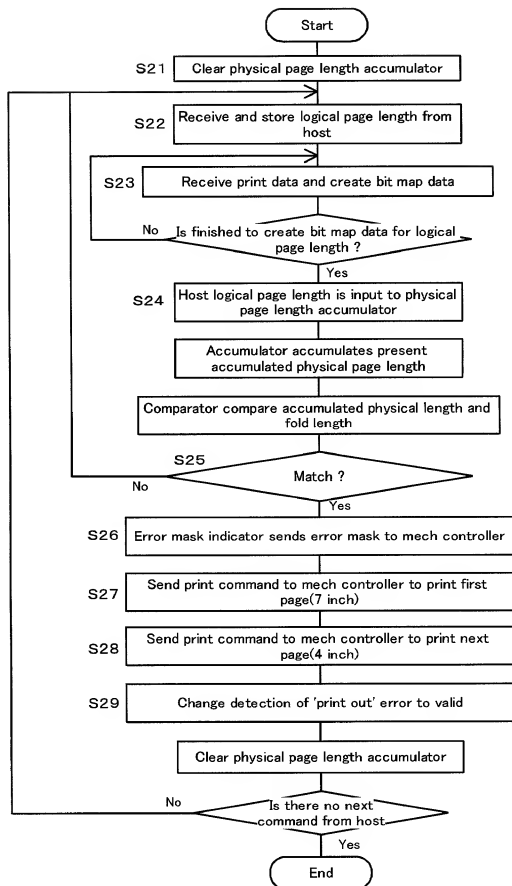 Start
S21
Clear physical page length accumulator
S22
Receive and store logical page length from
host
S23
Receive print data and create bit map data
No
Is finished to create bit map data for logical
page length ?
Yes
S24
Host logical page length is input to physical
page length accumulator
Accumulator accumulates present
accumulated physical page length
Comparator compare accumulated physical length and
fold length
S25
Match ?
No
Yes
S26
Error mask indicator sends error mask to mech controller
S27
Send print command to mech controller to print first
page(7 inch)
S28
Send print command to mech controller to print next
page(4 inch)
S29
Change detection of 'print out' error to valid
Clear physical page length accumulator
No
Is there no next
command from host
Yes
End